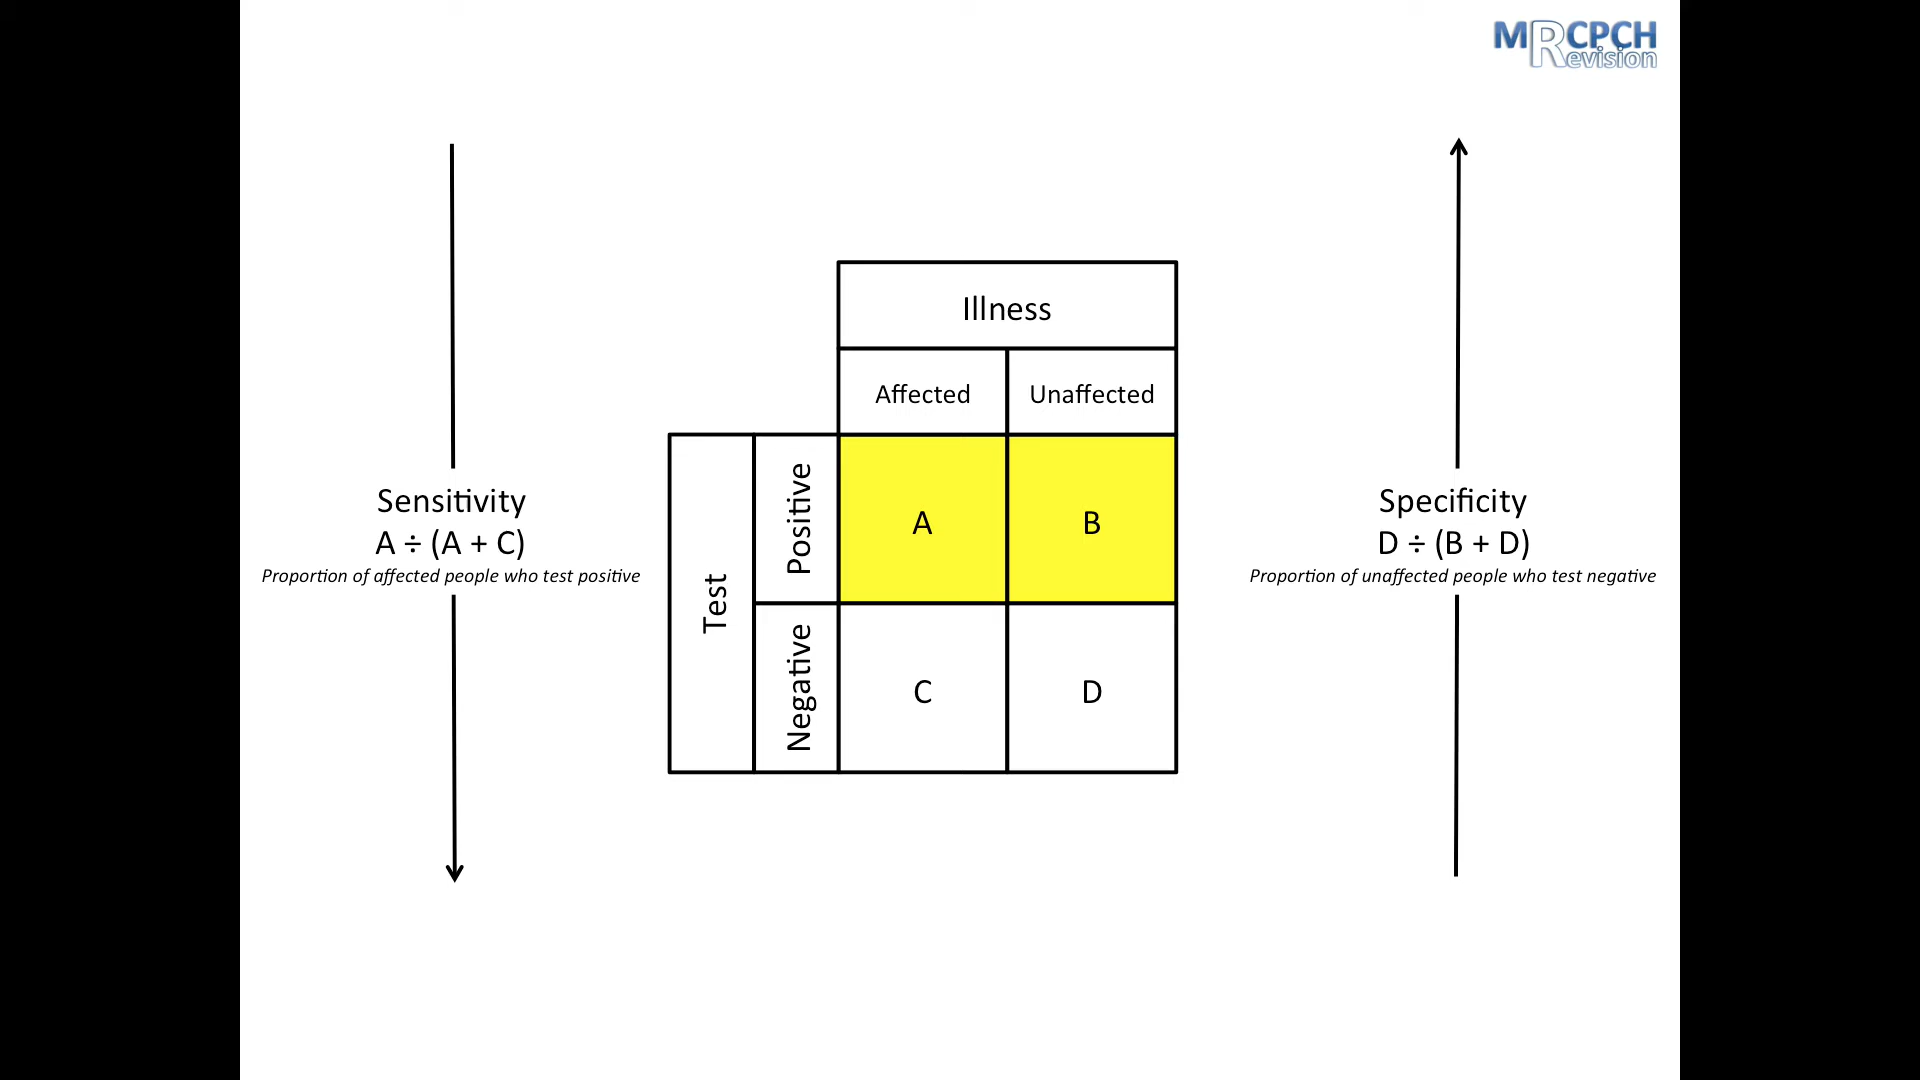 MRCPCH
Revision
Illness
Affected
Unaffected
Test
Positive
Negative
A
B
C
D
Sensitivity
A ÷ (A + C)
Proportion of affected people who test positive
Specificity
D ÷ (B + D)
Proportion of unaffected people who test negative